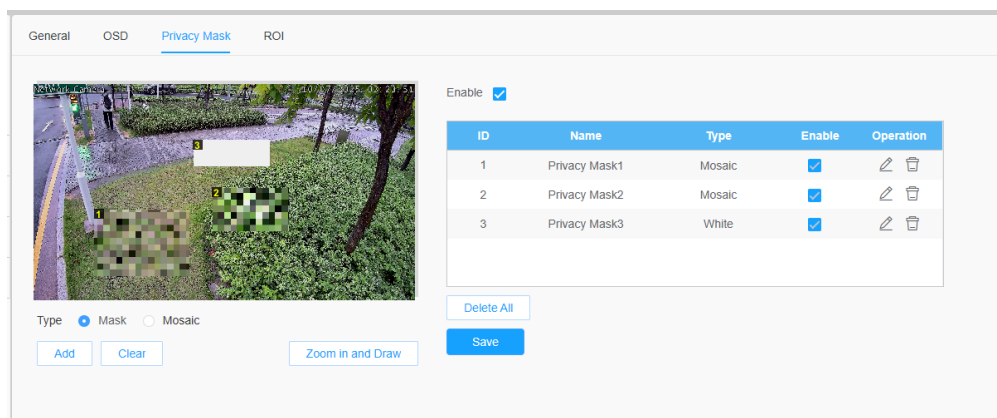 General OSD Privacy Mask ROI
Network Camera
Enable
ID Name Type Enable Operation
1 Privacy Mask1 Mosaic
2 Privacy Mask2 Mosaic
3 Privacy Mask3 White
3
2
1
Type Mask Mosaic
Add Clear Zoom in and Draw
Delete All
Save